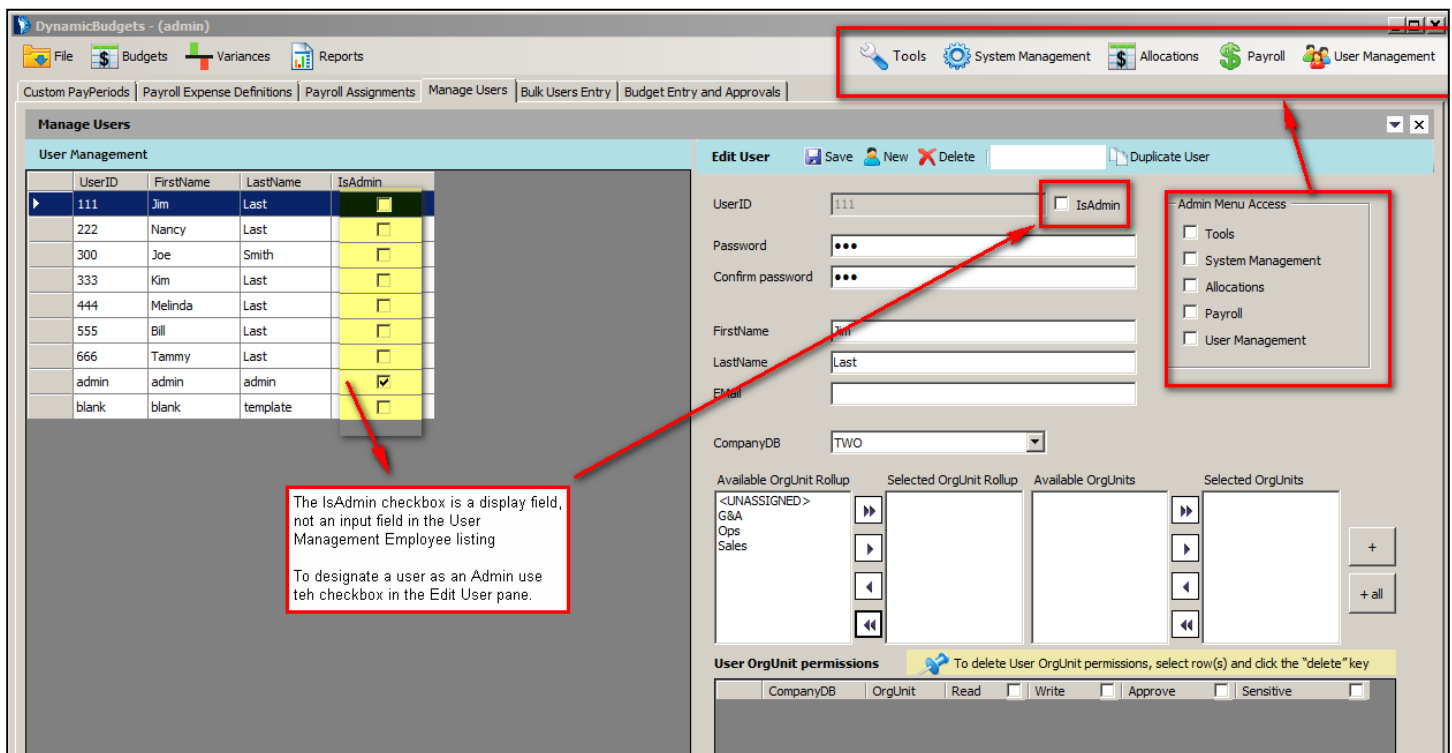 DynamicBudgets - (admin)
File Budgets Variances Reports Tools System Management Allocations Payroll User Management
Custom PayPeriods Payroll Expense Definitions Payroll Assignments Manage Users Bulk Users Entry Budget Entry and Approvals
Manage Users
User Management
UserID FirstName LastName IsAdmin
111 Jim Last
222 Nancy Last
300 Joe Smith
333 Kim Last
444 Melinda Last
555 Bill Last
666 Tammy Last
admin admin admin
blank blank template
The IsAdmin checkbox is a display field,
not an input field in the User
Management Employee listing
To designate a user as an Admin use
teh checkbox in the Edit User pane.
Edit User Save New Delete Duplicate User
UserID 111 IsAdmin
Password •••
Confirm password •••
FirstName Jim
LastName Last
EMail
CompanyDB TWO
Admin Menu Access
Tools
System Management
Allocations
Payroll
User Management
Available OrgUnit Rollup Selected OrgUnit Rollup Available OrgUnits Selected OrgUnits
<UNASSIGNED>
G&A
Ops
Sales
+
+ all
User OrgUnit permissions To delete User OrgUnit permissions, select row(s) and click the "delete" key
CompanyDB OrgUnit Read Write Approve Sensitive